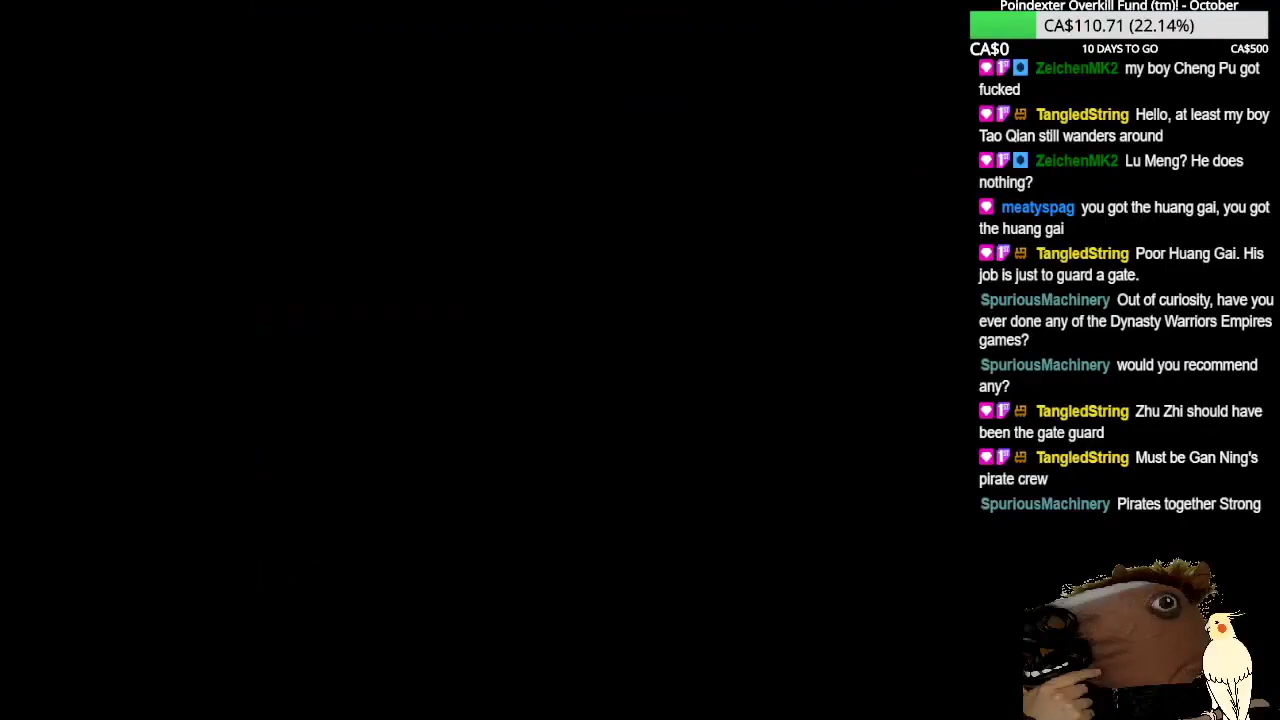 Poindexter Overkill Fund (tm)! - October
CA$110.71 (22.14%)
CA$0 10 DAYS TO GO CA$500
ZeichenMK2 my boy Cheng Pu got
fucked
TangledString Hello, at least my boy
Tao Qian still wanders around
ZeichenMK2 Lu Meng? He does
nothing?
meatyspag you got the huang gai, you got
the huang gai
TangledString Poor Huang Gai. His
job is just to guard a gate.
SpuriousMachinery Out of curiosity, have you
ever done any of the Dynasty Warriors Empires
games?
SpuriousMachinery would you recommend
any?
TangledString Zhu Zhi should have
been the gate guard
TangledString Must be Gan Ning's
pirate crew
SpuriousMachinery Pirates together Strong